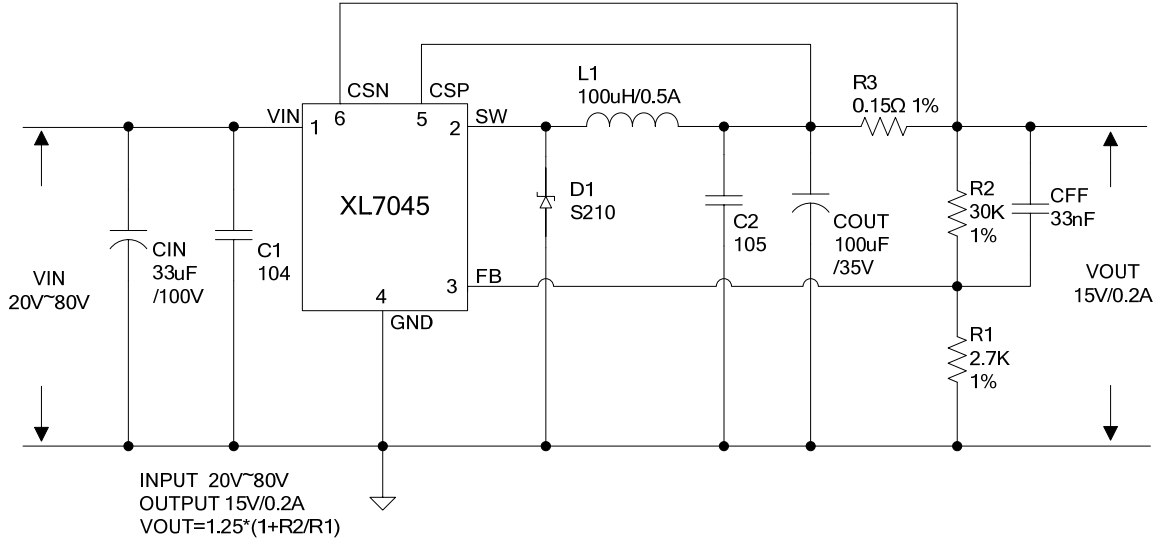 CSN
CSP
L1
100uH/0.5A
R3
0.15Ω 1%
VIN
SW
1
6
5
2
XL7045
D1
S210
R2
30K
1%
CFF
33nF
CIN
33uF
/100V
C1
104
C2
105
COUT
100uF
/35V
VIN
20V~80V
VOUT
15V/0.2A
FB
3
4
GND
R1
2.7K
1%
INPUT 20V~80V
OUTPUT 15V/0.2A
VOUT=1.25*(1+R2/R1)